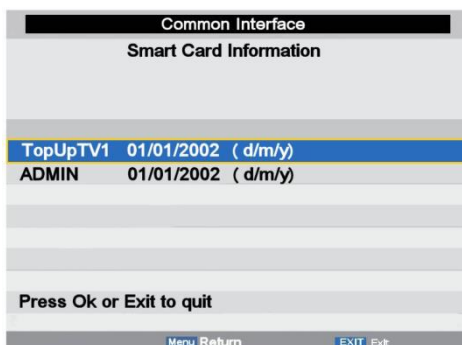 Common Interface
Smart Card Information
TopUpTV1 01/01/2002 ( d/m/y)
ADMIN 01/01/2002 ( d/m/y)
Press Ok or Exit to quit
Menu Return EXIT Exit